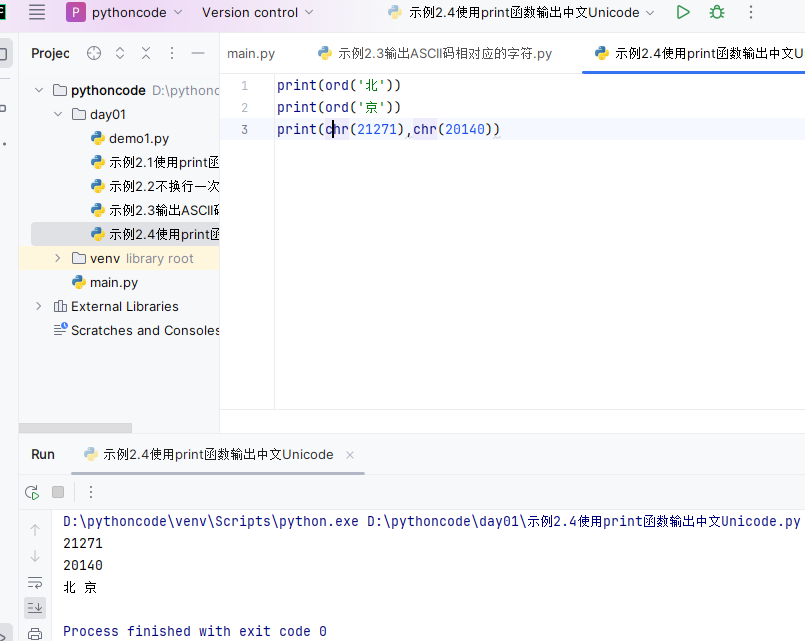 P pythoncode Version control 示例2.4使用print函数输出中文Unicode
Project
main.py 示例2.3输出ASCII码相对应的字符.py 示例2.4使用print函数输出中文U
pythoncode D:\pythonc
day01
demo1.py
示例2.1使用print函
示例2.2不换行一次
示例2.3输出ASCII码
示例2.4使用print函
venv library root
main.py
External Libraries
Scratches and Consoles
1 print(ord('北'))
2 print(ord('京'))
3 print(chr(21271),chr(20140))
Run 示例2.4使用print函数输出中文Unicode
D:\pythoncode\venv\Scripts\python.exe D:\pythoncode\day01\示例2.4使用print函数输出中文Unicode.py
21271
20140
北 京
Process finished with exit code 0